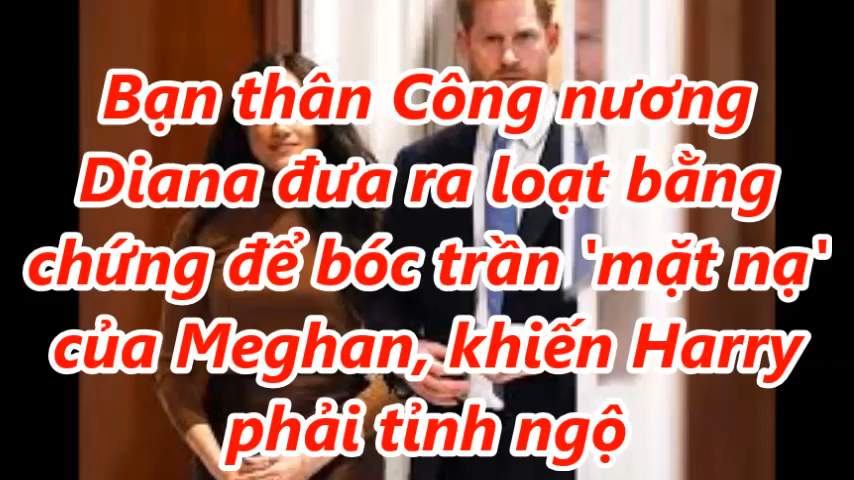 Bạn thân Công nương
Diana đưa ra loạt bằng
chứng để bóc trần 'mặt nạ'
của Meghan, khiến Harry
phải tỉnh ngộ